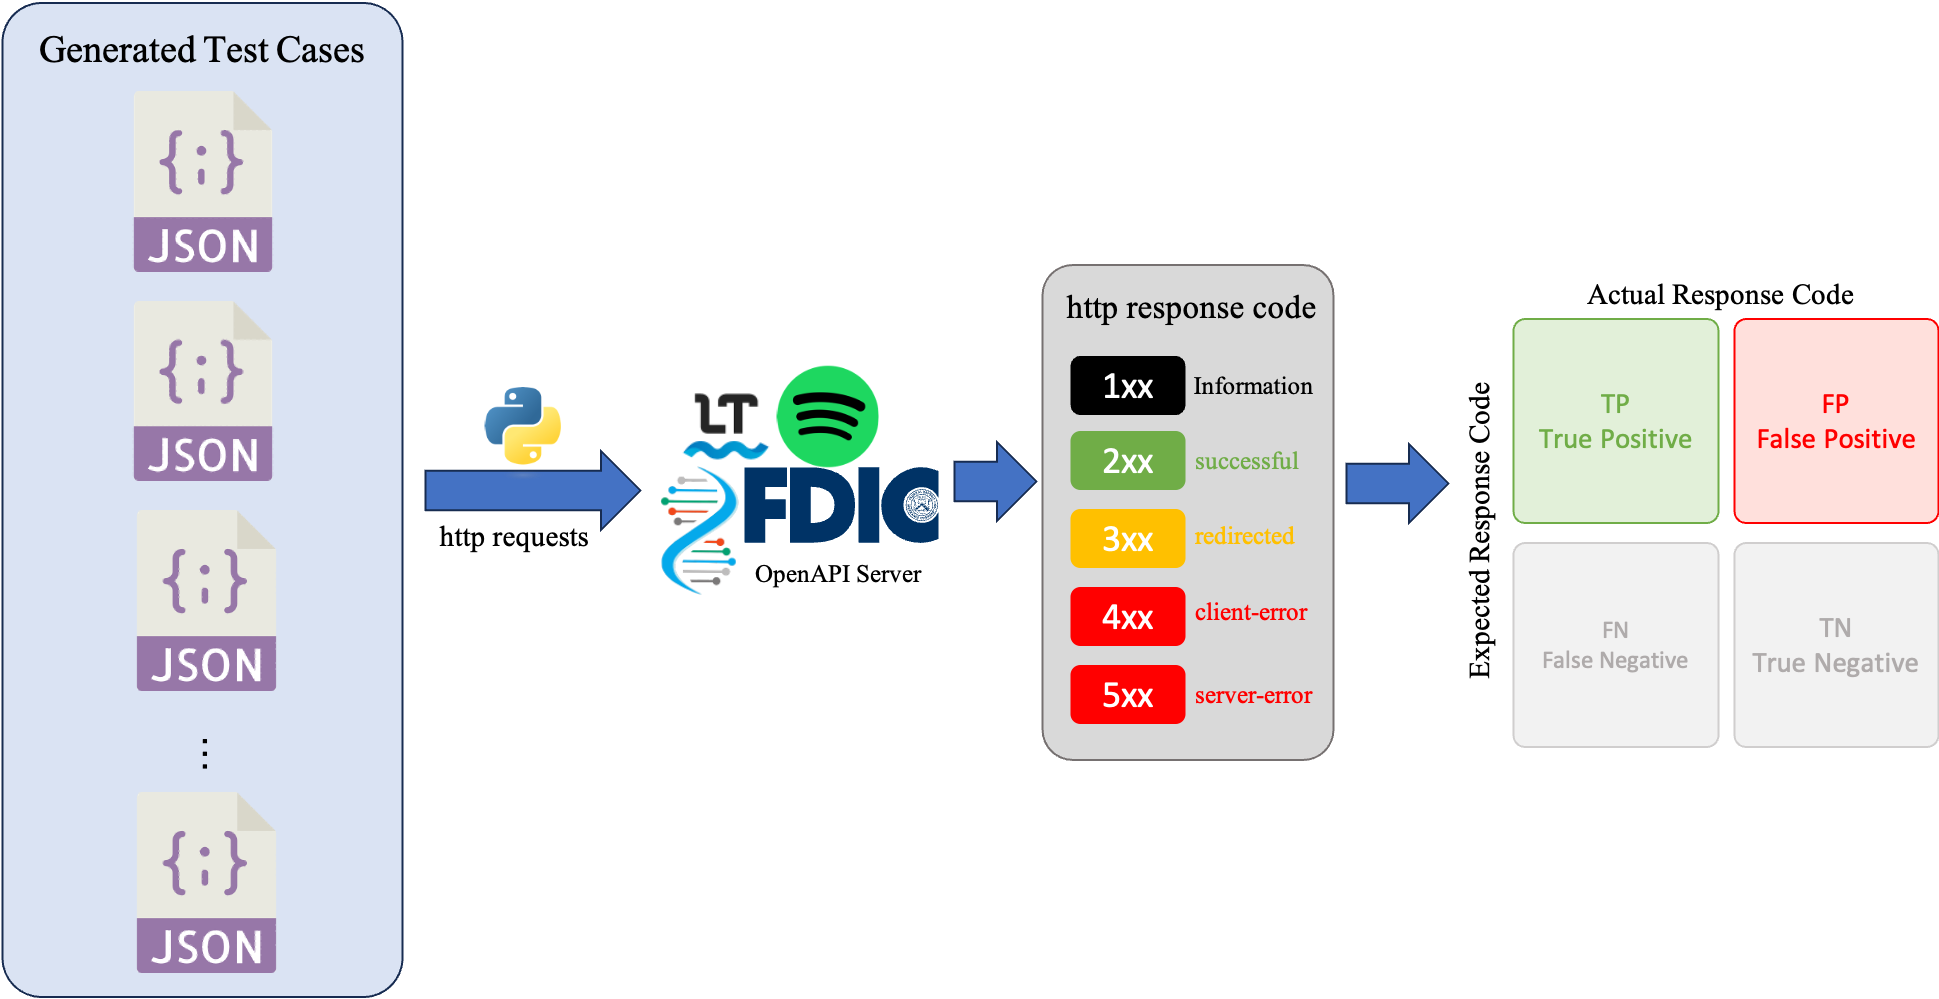 Generated Test Cases
{;}
JSON
{;}
JSON
{;}
JSON
⋮
{;}
JSON
http requests
LT
FDIC
OpenAPI Server
http response code
1xx Information
2xx successful
3xx redirected
4xx client-error
5xx server-error
Actual Response Code
Expected Response Code
TP
True Positive
FP
False Positive
FN
False Negative
TN
True Negative